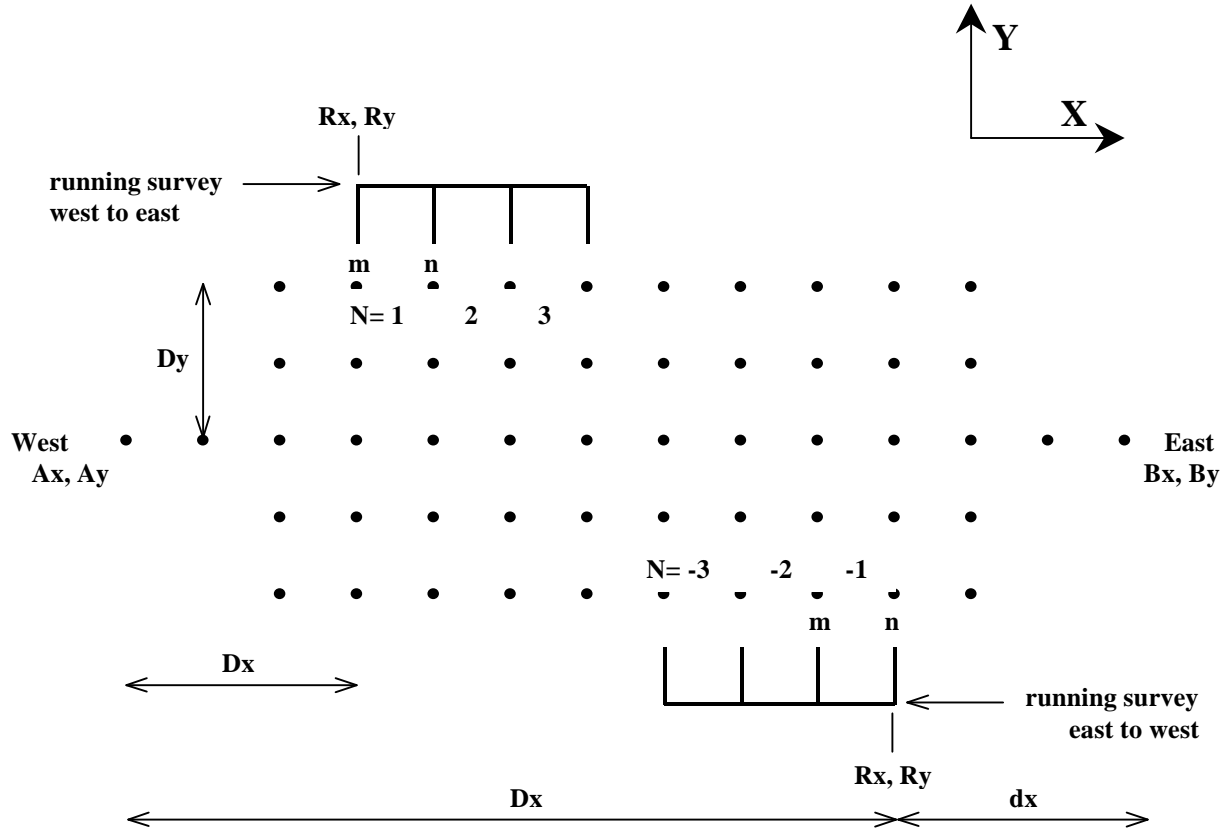 Y
X
Rx, Ry
running survey
west to east
m n
N= 1 2 3
Dy
West
Ax, Ay
East
Bx, By
N= -3 -2 -1
m n
Dx
running survey
east to west
Rx, Ry
Dx dx